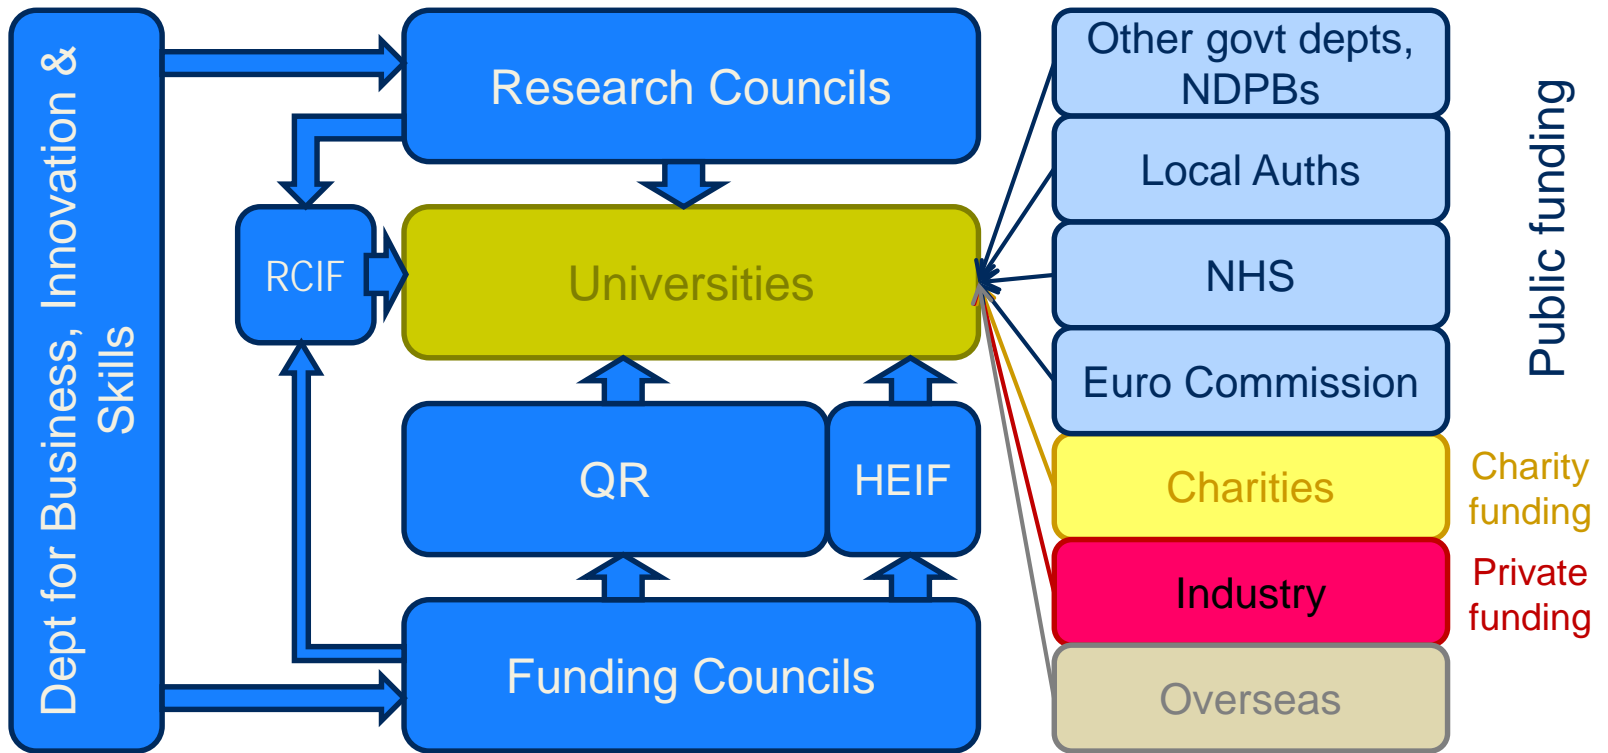 Dept for Business, Innovation &
Skills
Research Councils
RCIF
Universities
QR
HEIF
Funding Councils
Other govt depts,
NDPBs
Local Auths
NHS
Euro Commission
Charities
Industry
Overseas
Public funding
Charity
funding
Private
funding